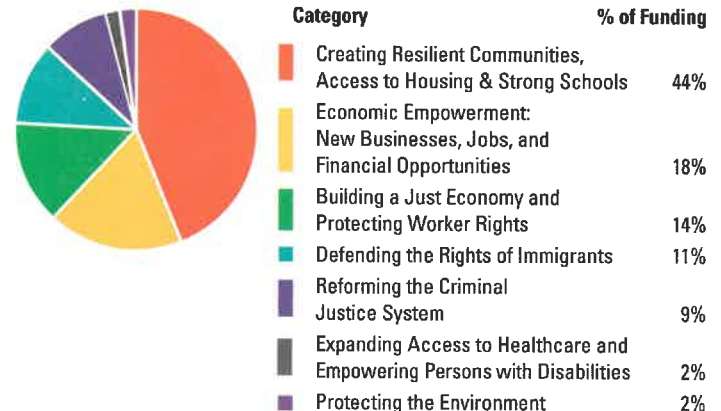 Category % of Funding
Creating Resilient Communities,
Access to Housing & Strong Schools 44%
Economic Empowerment:
New Businesses, Jobs, and
Financial Opportunities 18%
Building a Just Economy and
Protecting Worker Rights 14%
Defending the Rights of Immigrants 11%
Reforming the Criminal
Justice System 9%
Expanding Access to Healthcare and
Empowering Persons with Disabilities 2%
Protecting the Environment 2%